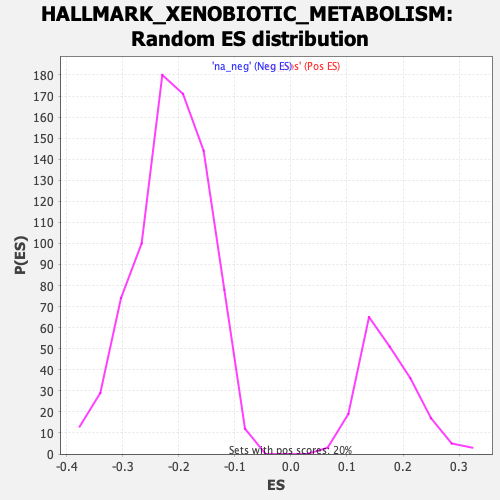 HALLMARK_XENOBIOTIC_METABOLISM:
Random ES distribution
'na_neg' (Neg ES) s' (Pos ES)
180
170
160
150
140
130
120
110
100
90
80
70
60
50
40
30
20
10
0
P(ES)
Sets with pos scores: 20%
-0.4 -0.3 -0.2 -0.1 0.0 0.1 0.2 0.3
ES